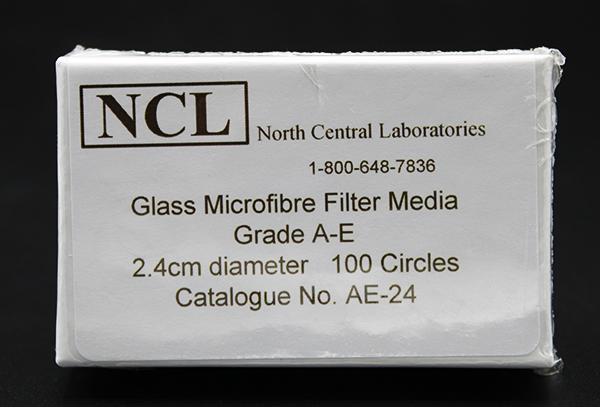 NCL North Central Laboratories
1-800-648-7836
Glass Microfibre Filter Media
Grade A-E
2.4cm diameter 100 Circles
Catalogue No. AE-24